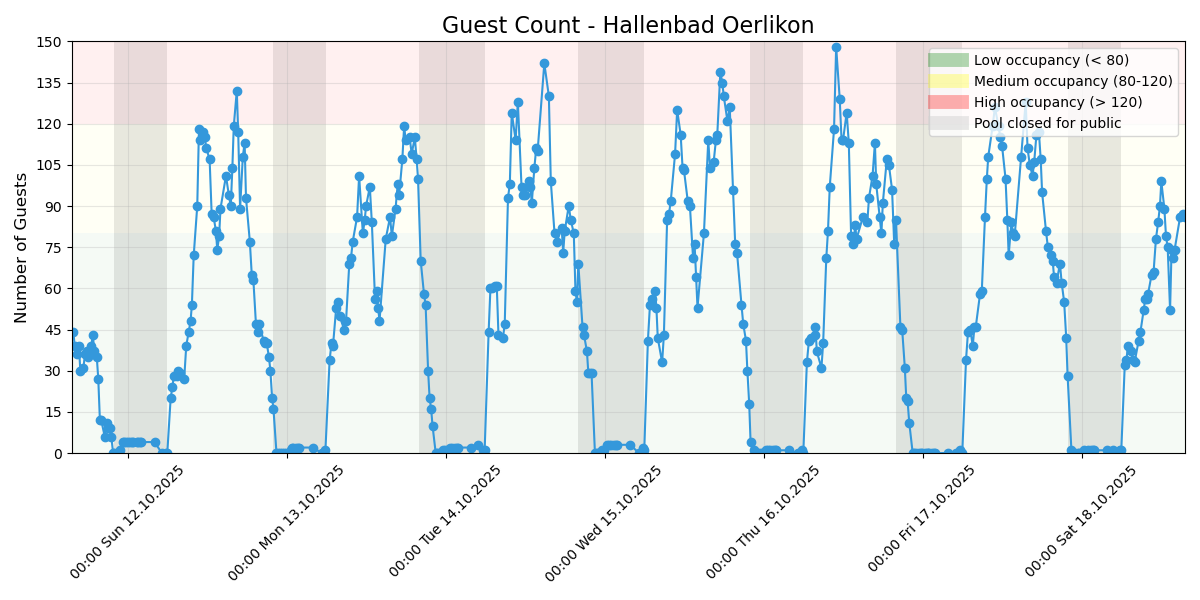 Guest Count - Hallenbad Oerlikon
Number of Guests
150
135
120
105
90
75
60
45
30
15
0
Low occupancy (< 80)
Medium occupancy (80-120)
High occupancy (> 120)
Pool closed for public
00:00 Sun 12.10.2025
00:00 Mon 13.10.2025
00:00 Tue 14.10.2025
00:00 Wed 15.10.2025
00:00 Thu 16.10.2025
00:00 Fri 17.10.2025
00:00 Sat 18.10.2025